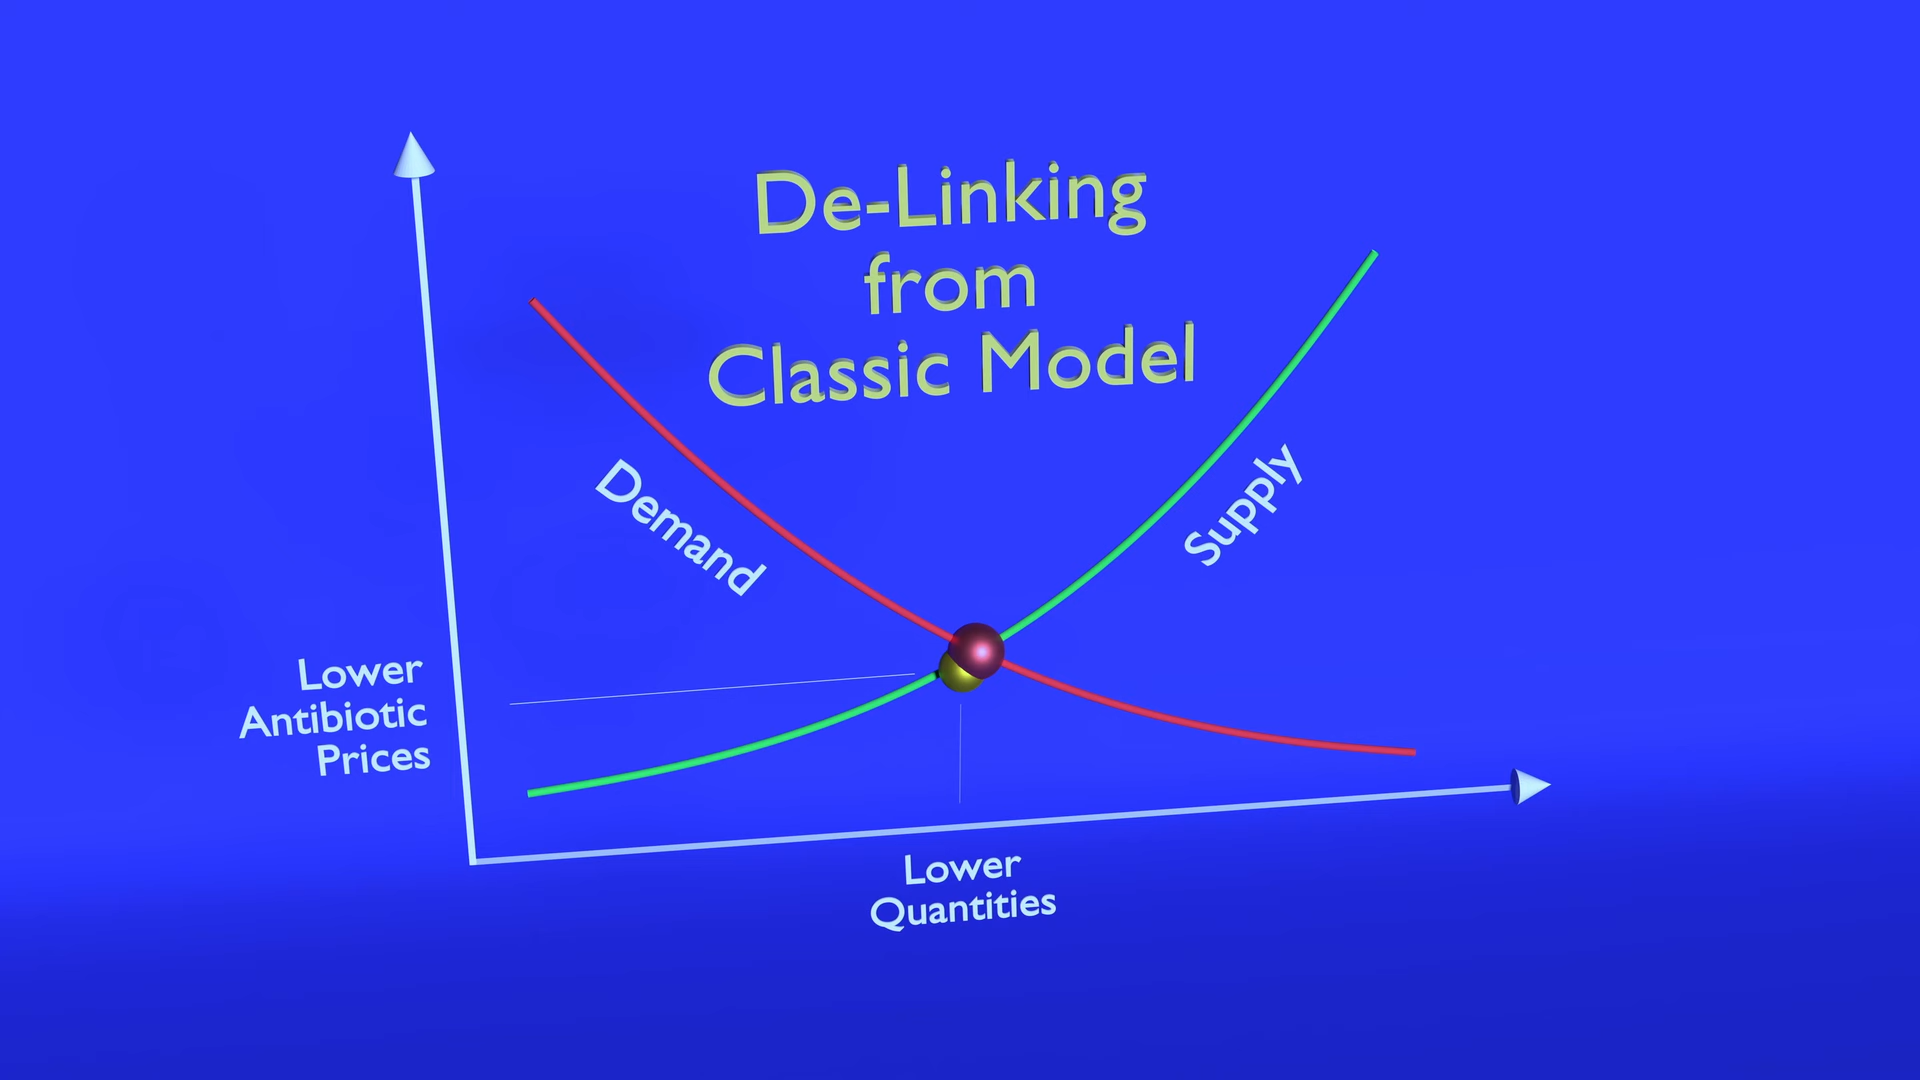 De-Linking
from
Classic Model
Demand
Supply
Lower
Antibiotic
Prices
Lower
Quantities